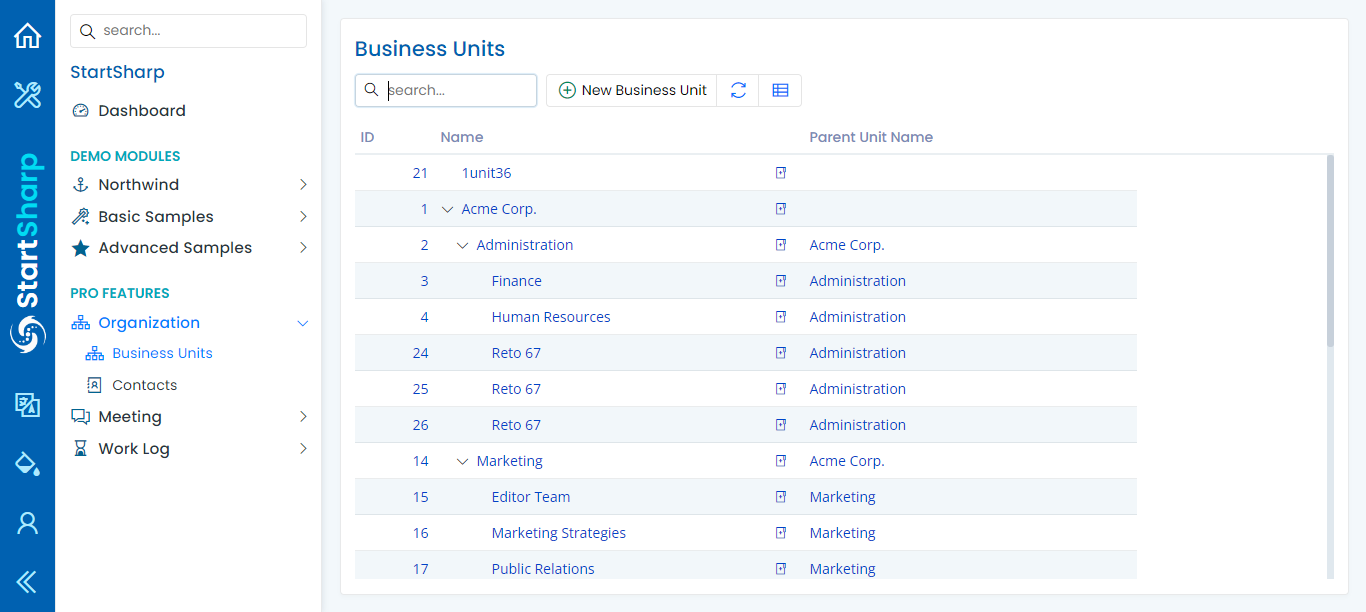 StartSharp
search...
StartSharp
Dashboard
DEMO MODULES
Northwind
Basic Samples
Advanced Samples
PRO FEATURES
Organization
Business Units
Contacts
Meeting
Work Log
Business Units
search...
New Business Unit
ID Name Parent Unit Name
21 1unit36
1 Acme Corp.
2 Administration Acme Corp.
3 Finance Administration
4 Human Resources Administration
24 Reto 67 Administration
25 Reto 67 Administration
26 Reto 67 Administration
14 Marketing Acme Corp.
15 Editor Team Marketing
16 Marketing Strategies Marketing
17 Public Relations Marketing